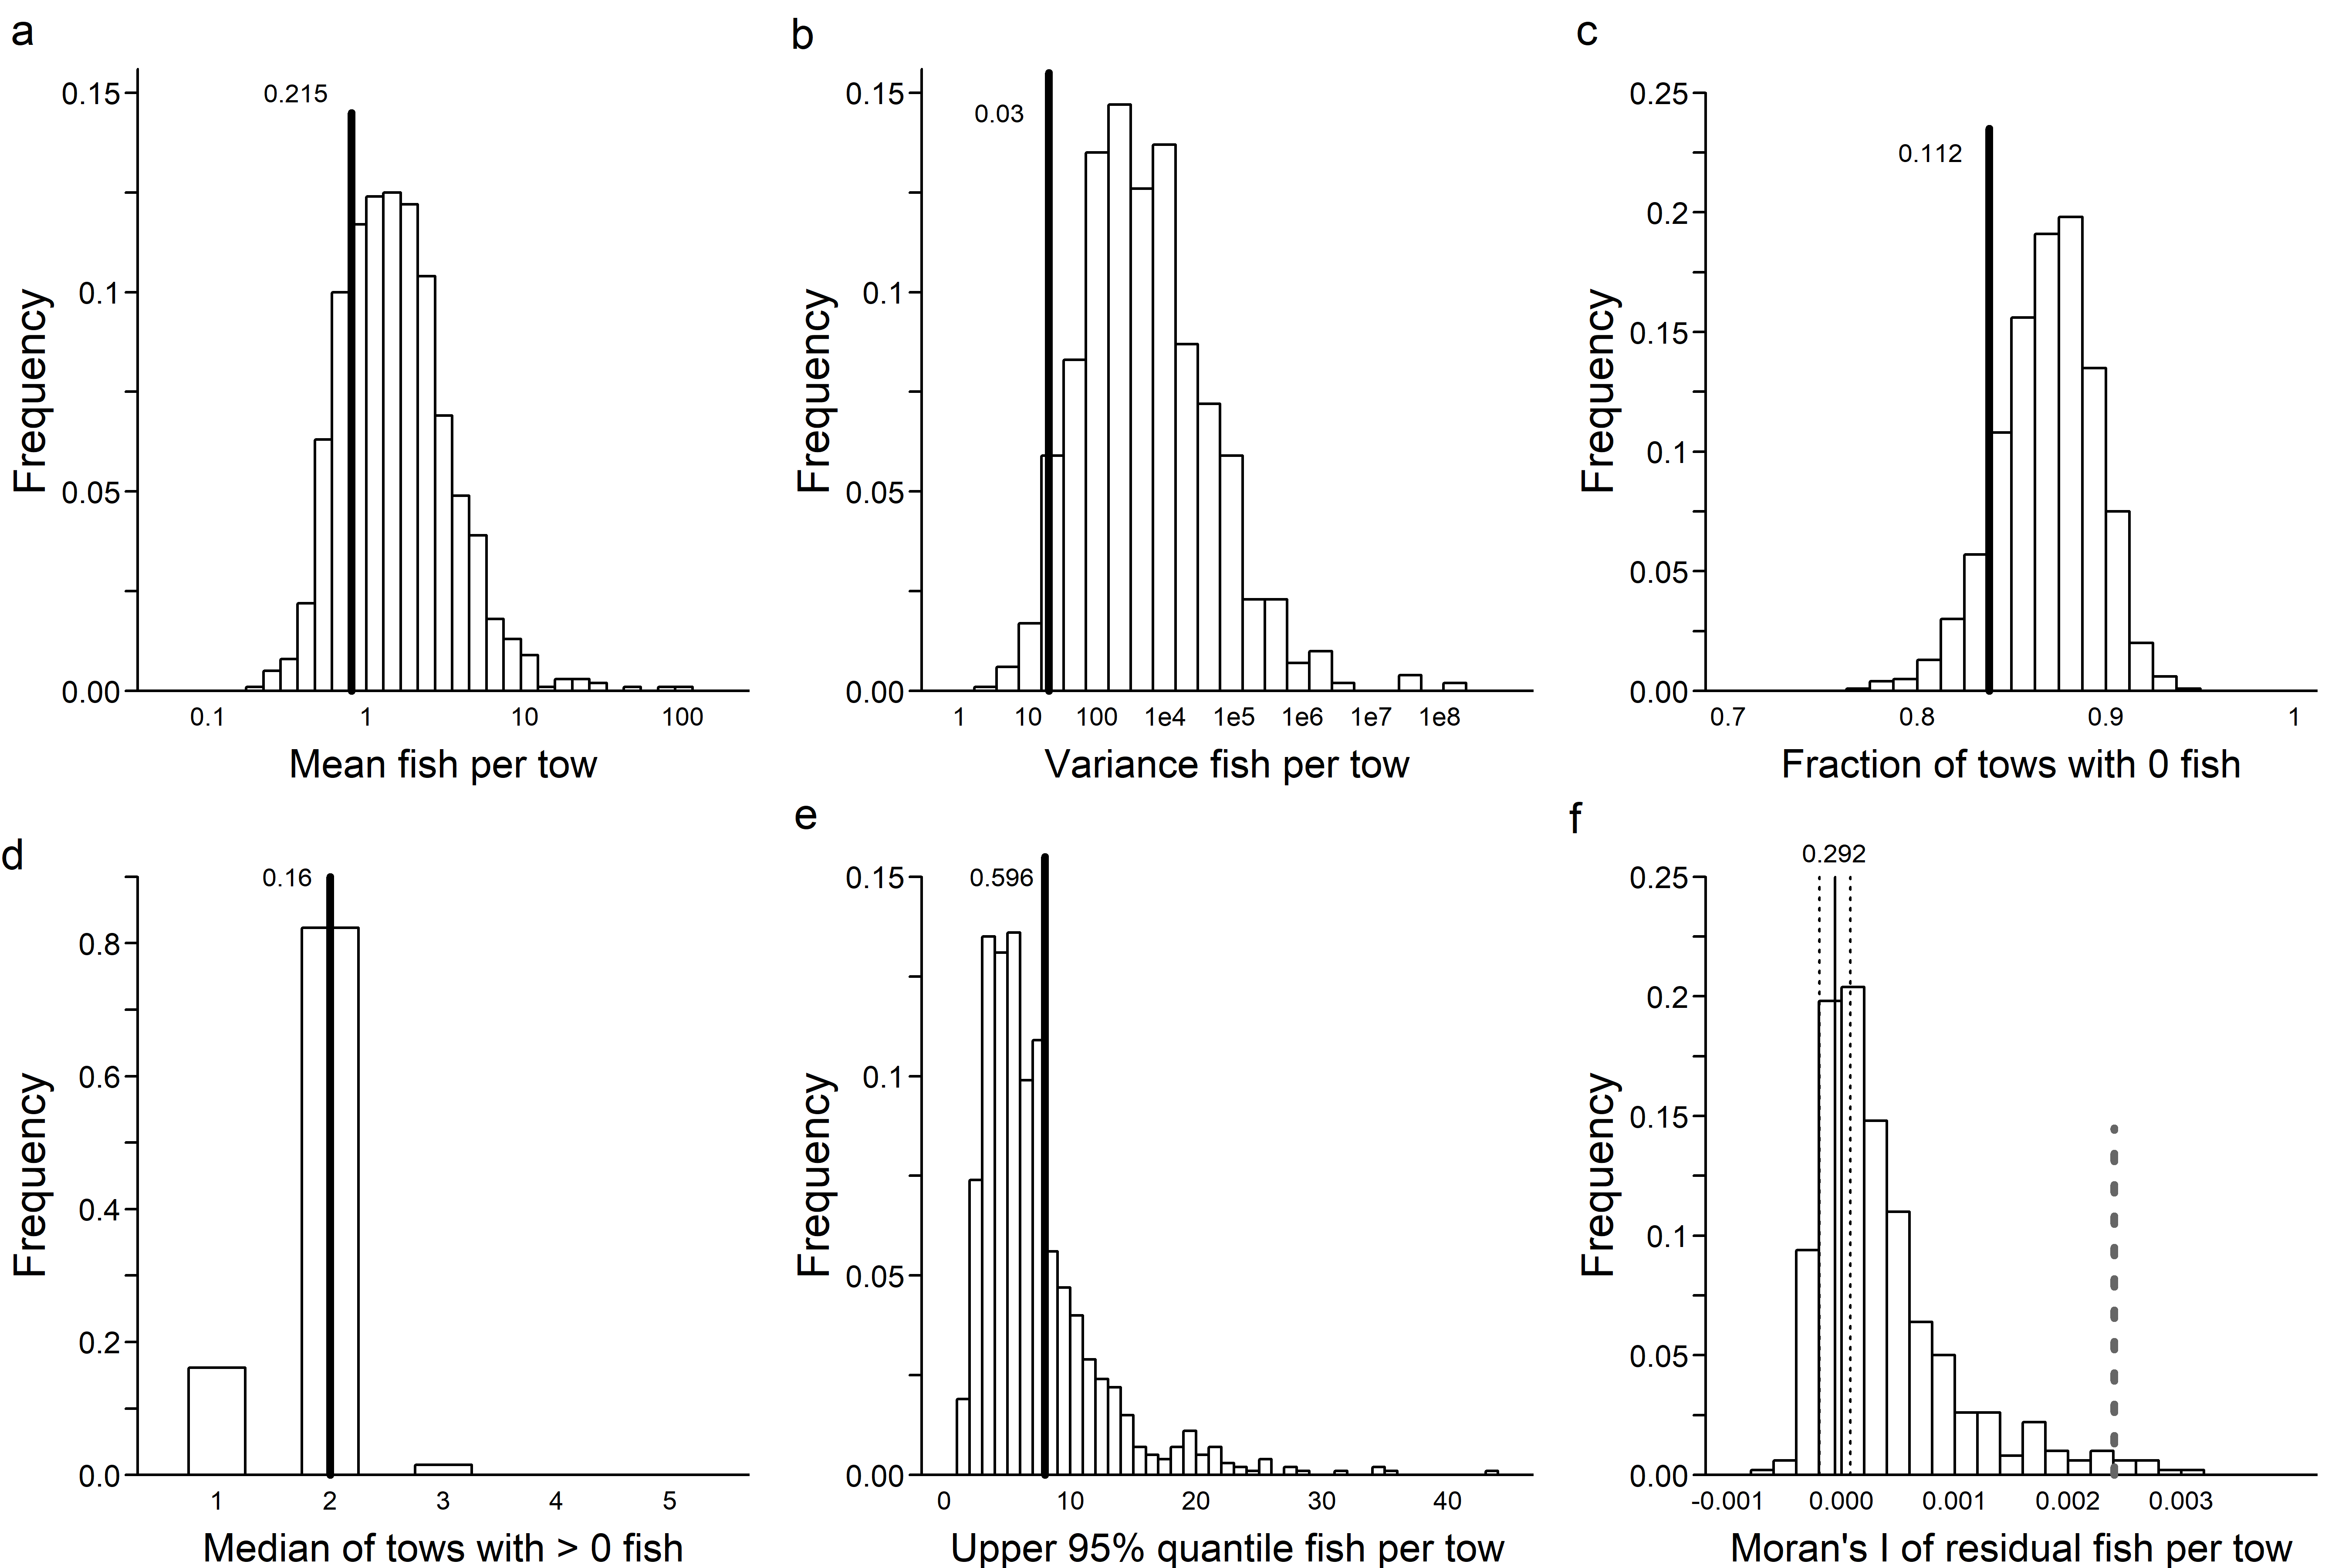 a
0.15
0.1
0.05
0.00
0.215
Frequency
0.1 1 10 100
Mean fish per tow
b
0.15
0.1
0.05
0.00
0.03
Frequency
1 10 100 1e4 1e5 1e6 1e7 1e8
Variance fish per tow
c
0.25
0.2
0.15
0.1
0.05
0.00
0.112
Frequency
0.7 0.8 0.9 1
Fraction of tows with 0 fish
d
0.8
0.6
0.4
0.2
0.0
0.16
Frequency
1 2 3 4 5
Median of tows with > 0 fish
e
0.15
0.1
0.05
0.00
0.596
Frequency
0 10 20 30 40
Upper 95% quantile fish per tow
f
0.292
0.25
0.2
0.15
0.1
0.05
0.00
Frequency
-0.001 0.000 0.001 0.002 0.003
Moran's I of residual fish per tow